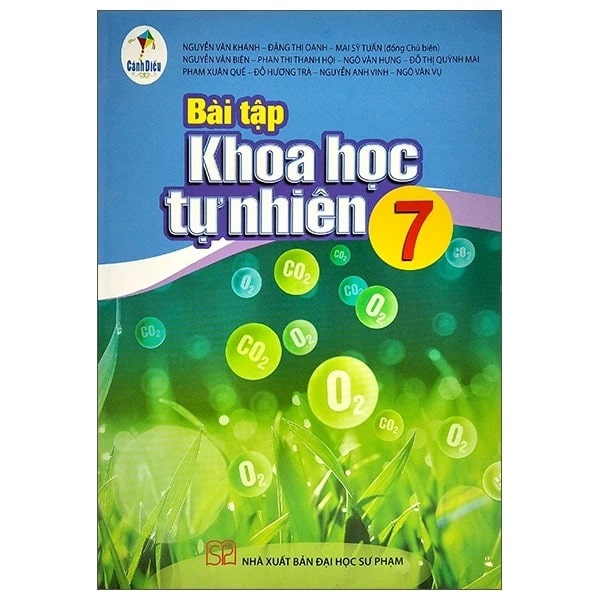 Cánh Diều
NGUYỄN VĂN KHÁNH – ĐẶNG THỊ OANH – MAI SỸ TUẤN (đồng Chủ biên)
NGUYỄN VĂN BIÊN – PHAN THỊ THANH HỘI – NGÔ VĂN HƯNG – ĐỖ THỊ QUỲNH MAI
PHẠM XUÂN QUẾ – ĐỖ HƯƠNG TRÀ – NGUYỄN ANH VINH – NGÔ VĂN VỤ
Bài tập
Khoa học
tự nhiên 7
O₂
CO₂
CO₂
CO₂
O₂
O₂
CO₂
O₂
CO₂
O₂
O₂
CO₂
O₂
SP
NHÀ XUẤT BẢN ĐẠI HỌC SƯ PHẠM